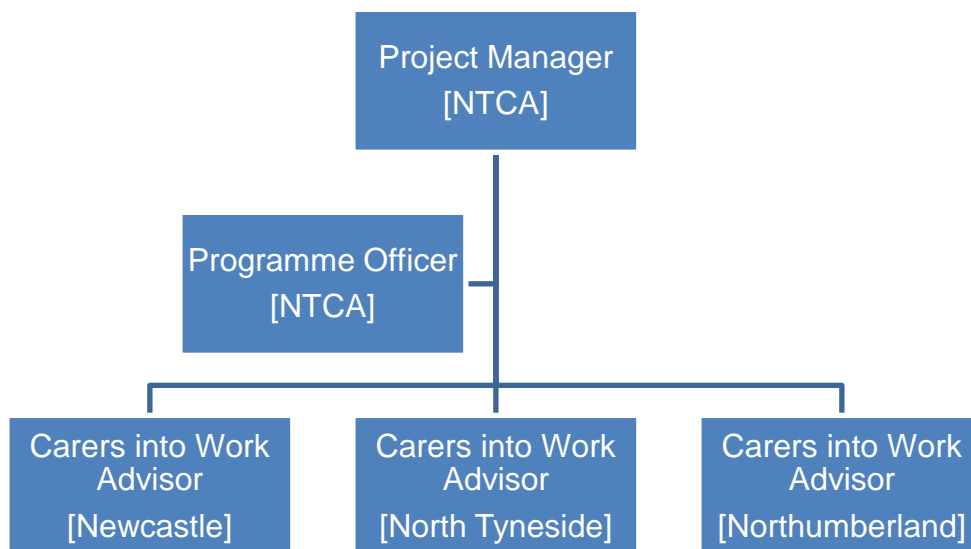 Project Manager
[NTCA]
Programme Officer
[NTCA]
Carers into Work
Advisor
[Newcastle]
Carers into Work
Advisor
[North Tyneside]
Carers into Work
Advisor
[Northumberland]